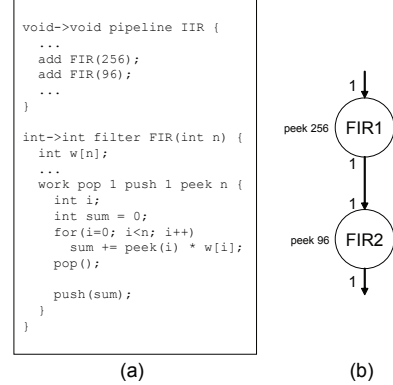 void->void pipeline IIR {
...
add FIR(256);
add FIR(96);
...
}
int->int filter FIR(int n) {
int w[n];
...
work pop 1 push 1 peek n {
int i;
int sum = 0;
for(i=0; i<n; i++)
sum += peek(i) * w[i];
pop();
push(sum);
}
}
(a)
1
peek 256
FIR1
1
1
peek 96
FIR2
1
(b)